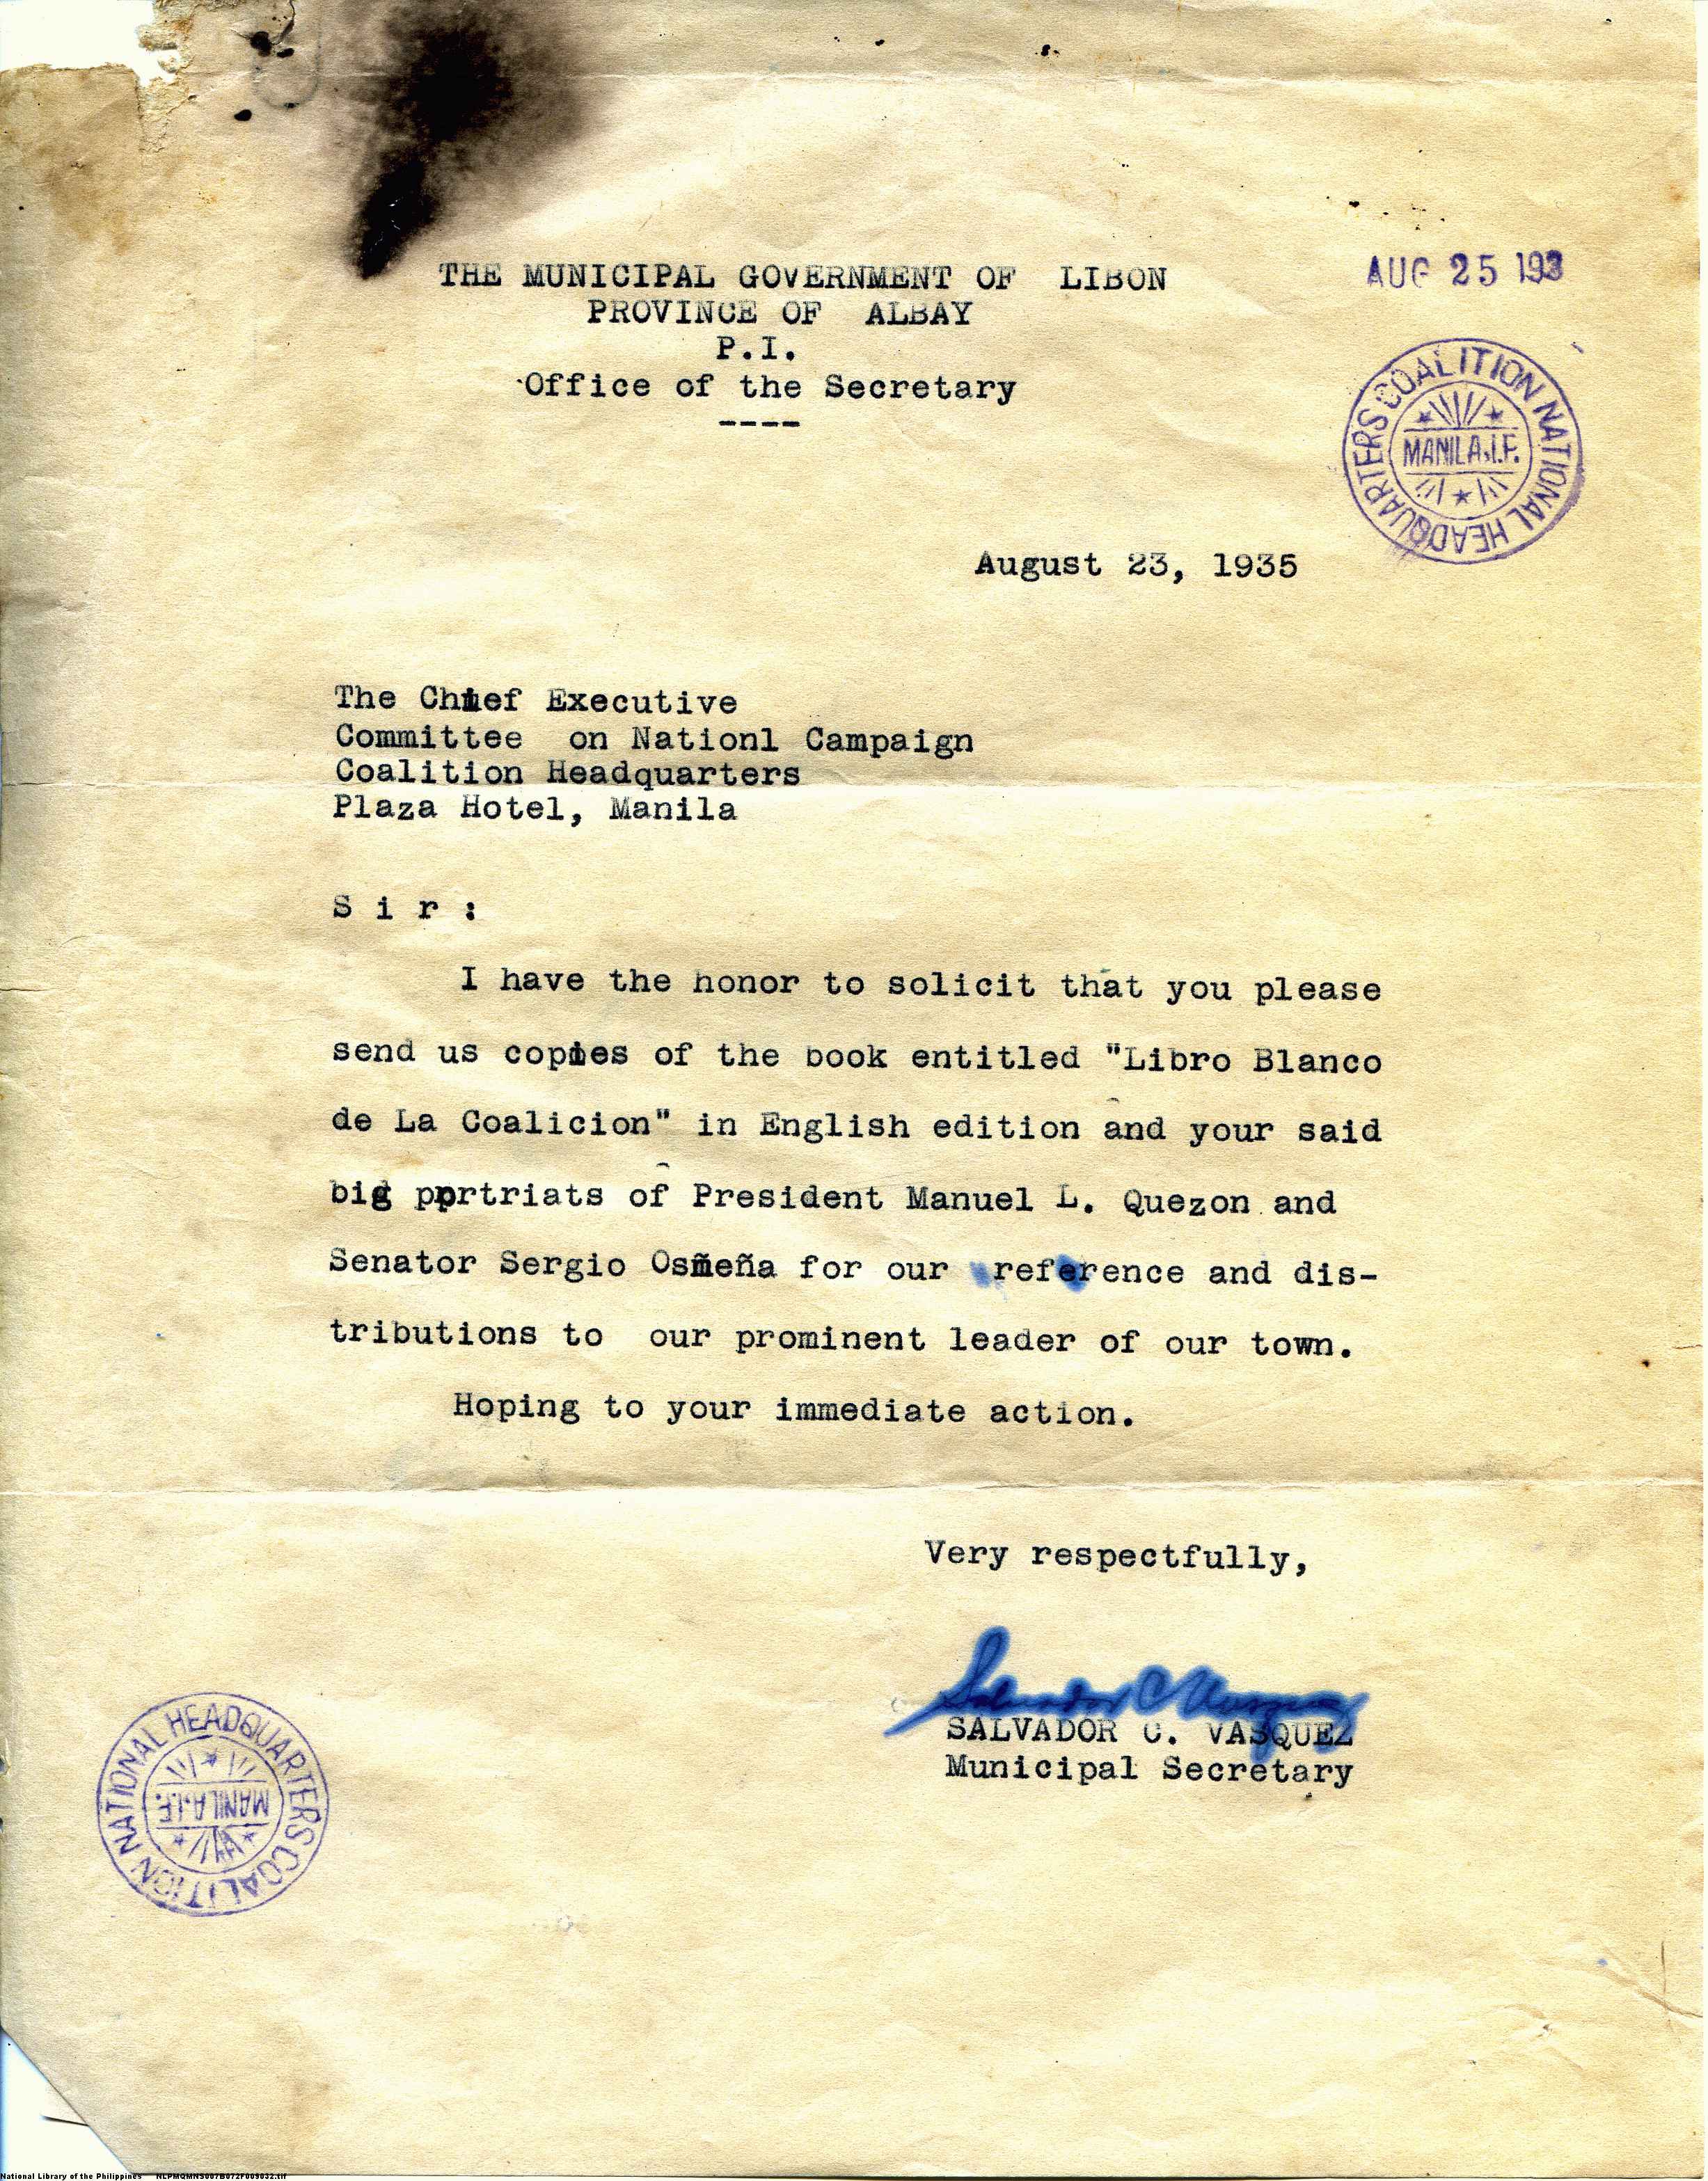 THE MUNICIPAL GOVERNMENT OF LIBON
PROVINCE OF ALBAY
P.I.
Office of the Secretary
----
AUG 25 193
COALITION NATIONAL HEADQUARTERS
MANILA, I.F.
August 23, 1935
The Chief Executive
Committee on Nationl Campaign
Coalition Headquarters
Plaza Hotel, Manila
S i r :
I have the honor to solicit that you please
send us copies of the book entitled "Libro Blanco
de La Coalicion" in English edition and your said
big pprtriats of President Manuel L. Quezon and
Senator Sergio Osmeña for our reference and dis-
tributions to our prominent leader of our town.
Hoping to your immediate action.
Very respectfully,
Salvador C Vasquez
SALVADOR C. VASQUEZ
Municipal Secretary
COALITION NATIONAL HEADQUARTERS
MANILA, I.F.
National Library of the Philippines NLPMQMNS007B072F009032.tif